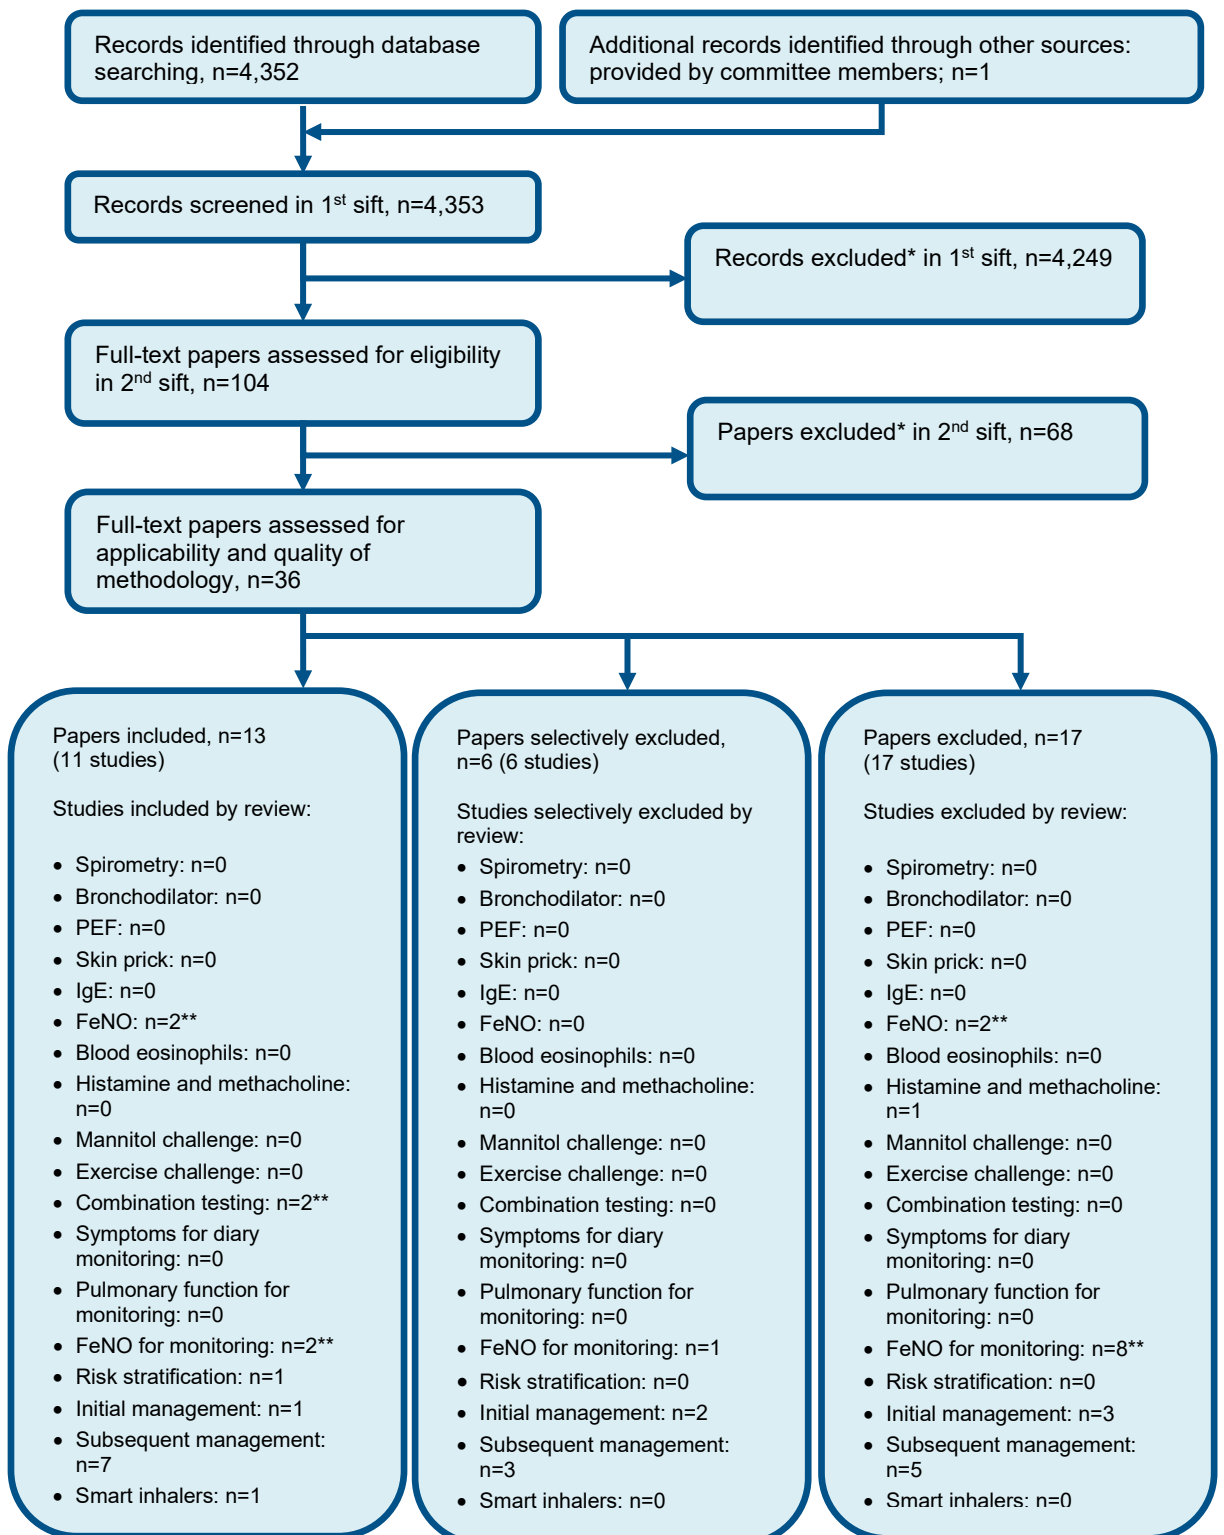 Records identified through database
searching, n=4,352
Additional records identified through other sources:
provided by committee members; n=1
Records screened in 1st sift, n=4,353
Records excluded* in 1st sift, n=4,249
Full-text papers assessed for eligibility
in 2nd sift, n=104
Papers excluded* in 2nd sift, n=68
Full-text papers assessed for
applicability and quality of
methodology, n=36
Papers included, n=13
(11 studies)
Studies included by review:
• Spirometry: n=0
• Bronchodilator: n=0
• PEF: n=0
• Skin prick: n=0
• IgE: n=0
• FeNO: n=2**
• Blood eosinophils: n=0
• Histamine and methacholine:
n=0
• Mannitol challenge: n=0
• Exercise challenge: n=0
• Combination testing: n=2**
• Symptoms for diary
monitoring: n=0
• Pulmonary function for
monitoring: n=0
• FeNO for monitoring: n=2**
• Risk stratification: n=1
• Initial management: n=1
• Subsequent management:
n=7
• Smart inhalers: n=1
Papers selectively excluded,
n=6 (6 studies)
Studies selectively excluded by
review:
• Spirometry: n=0
• Bronchodilator: n=0
• PEF: n=0
• Skin prick: n=0
• IgE: n=0
• FeNO: n=0
• Blood eosinophils: n=0
• Histamine and methacholine:
n=0
• Mannitol challenge: n=0
• Exercise challenge: n=0
• Combination testing: n=0
• Symptoms for diary
monitoring: n=0
• Pulmonary function for
monitoring: n=0
• FeNO for monitoring: n=1
• Risk stratification: n=0
• Initial management: n=2
• Subsequent management:
n=3
• Smart inhalers: n=0
Papers excluded, n=17
(17 studies)
Studies excluded by review:
• Spirometry: n=0
• Bronchodilator: n=0
• PEF: n=0
• Skin prick: n=0
• IgE: n=0
• FeNO: n=2**
• Blood eosinophils: n=0
• Histamine and methacholine:
n=1
• Mannitol challenge: n=0
• Exercise challenge: n=0
• Combination testing: n=0
• Symptoms for diary
monitoring: n=0
• Pulmonary function for
monitoring: n=0
• FeNO for monitoring: n=8**
• Risk stratification: n=0
• Initial management: n=3
• Subsequent management:
n=5
• Smart inhalers: n=0